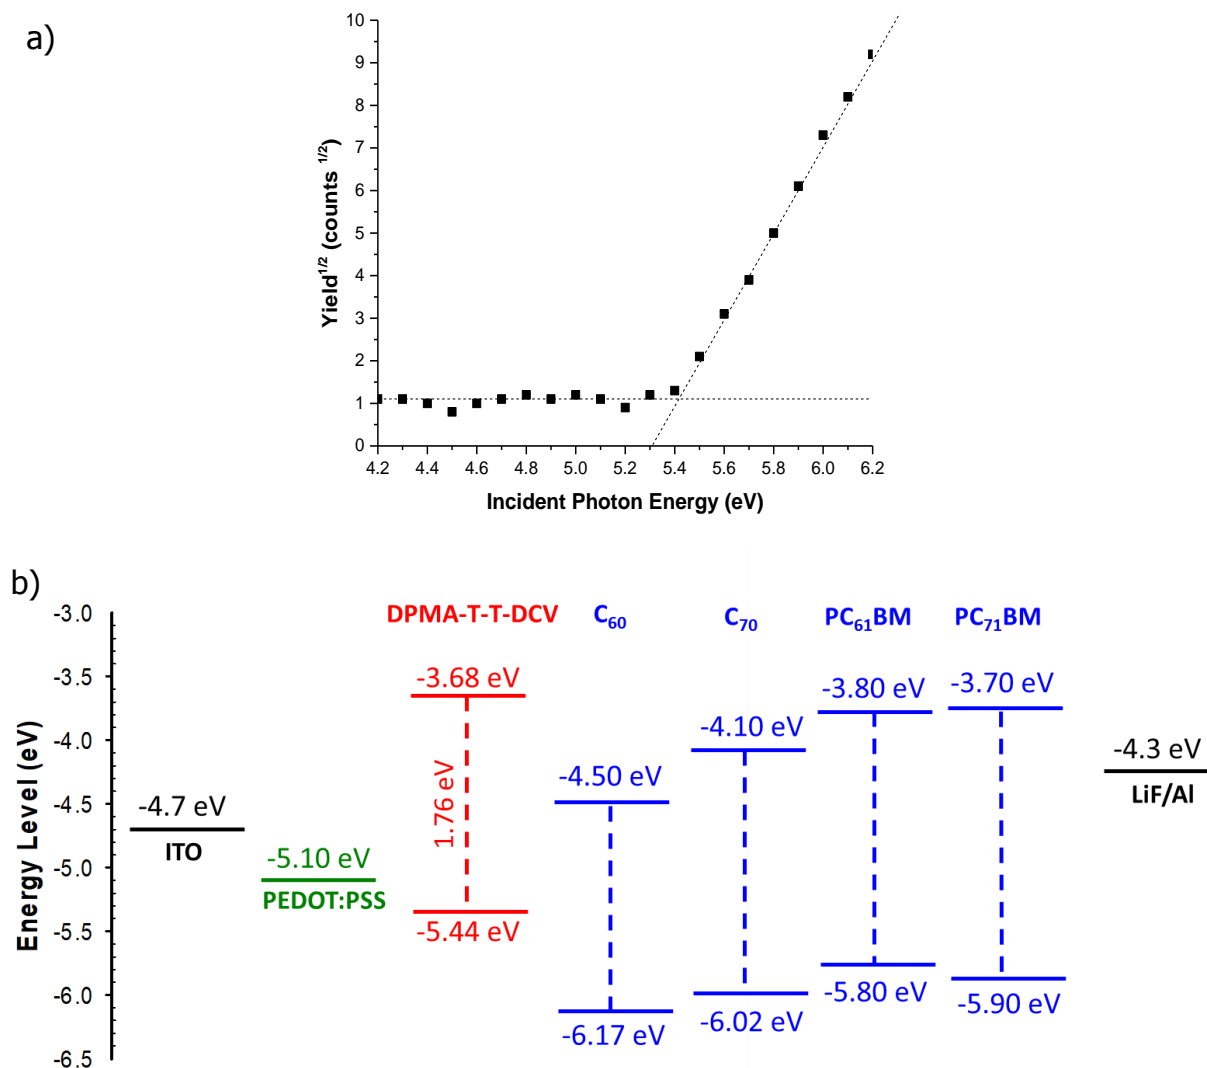 a)
10
9
8
7
6
5
4
3
2
1
0
Yield1/2 (counts 1/2)
4.2 4.4 4.6 4.8 5.0 5.2 5.4 5.6 5.8 6.0 6.2
Incident Photon Energy (eV)
b)
Energy Level (eV)
-3.0
-3.5
-4.0
-4.5
-5.0
-5.5
-6.0
-6.5
DPMA-T-T-DCV C60 C70 PC61BM PC71BM
-3.68 eV
-3.80 eV
-3.70 eV
-4.10 eV
-4.3 eV
LiF/Al
-4.50 eV
1.76 eV
-4.7 eV
ITO
-5.10 eV
PEDOT:PSS
-5.44 eV
-5.80 eV
-5.90 eV
-6.02 eV
-6.17 eV